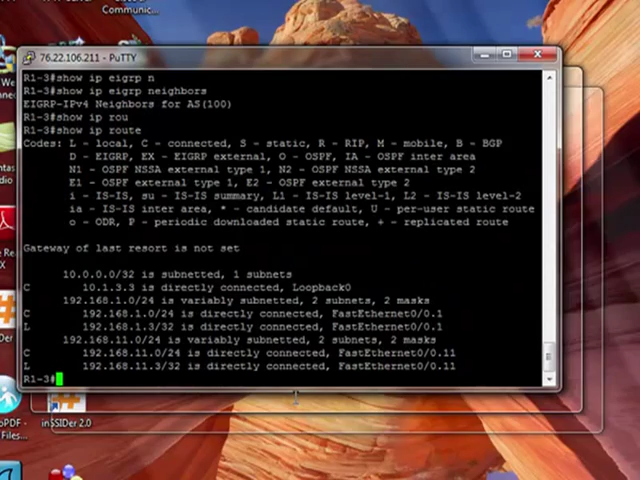 Communic...
76.22.106.211 - PuTTY
R1-3#show ip eigrp n
R1-3#show ip eigrp neighbors
EIGRP-IPv4 Neighbors for AS(100)
R1-3#show ip rou
R1-3#show ip route
Codes: L - local, C - connected, S - static, R - RIP, M - mobile, B - BGP
D - EIGRP, EX - EIGRP external, O - OSPF, IA - OSPF inter area
N1 - OSPF NSSA external type 1, N2 - OSPF NSSA external type 2
E1 - OSPF external type 1, E2 - OSPF external type 2
i - IS-IS, su - IS-IS summary, L1 - IS-IS level-1, L2 - IS-IS level-2
ia - IS-IS inter area, * - candidate default, U - per-user static route
o - ODR, P - periodic downloaded static route, + - replicated route
Gateway of last resort is not set
10.0.0.0/32 is subnetted, 1 subnets
C 10.1.3.3 is directly connected, Loopback0
192.168.1.0/24 is variably subnetted, 2 subnets, 2 masks
C 192.168.1.0/24 is directly connected, FastEthernet0/0.1
L 192.168.1.3/32 is directly connected, FastEthernet0/0.1
192.168.11.0/24 is variably subnetted, 2 subnets, 2 masks
C 192.168.11.0/24 is directly connected, FastEthernet0/0.11
L 192.168.11.3/32 is directly connected, FastEthernet0/0.11
R1-3#
oPDF
Files...
inSSIDer 2.0